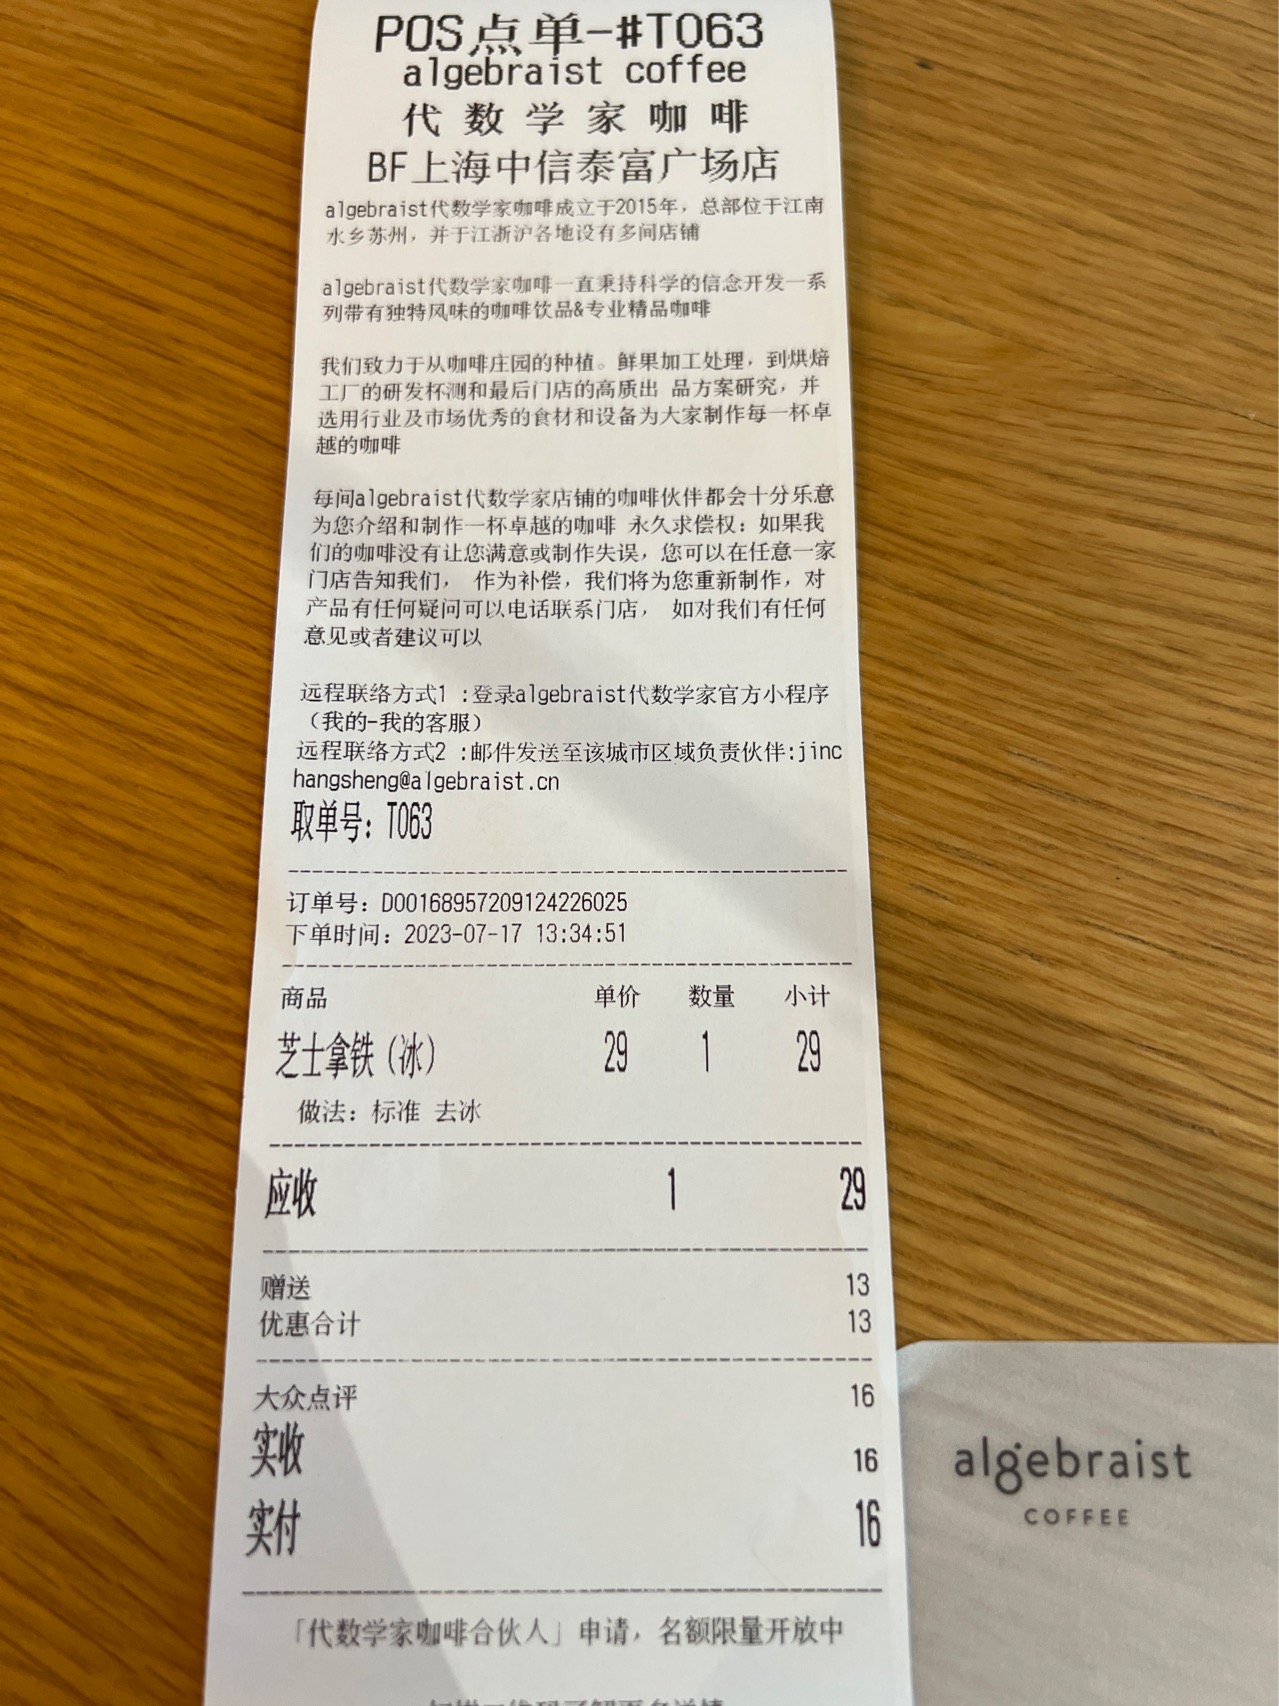 POS点单-#T063
algebraist coffee
代数学家咖啡
BF上海中信泰富广场店
algebraist代数学家咖啡成立于2015年，总部位于江南
水乡苏州，并于江浙沪各地设有多间店铺
algebraist代数学家咖啡一直秉持科学的信念开发一系
列带有独特风味的咖啡饮品&专业精品咖啡
我们致力于从咖啡庄园的种植。鲜果加工处理，到烘焙
工厂的研发杯测和最后门店的高质出 品方案研究，并
选用行业及市场优秀的食材和设备为大家制作每一杯卓
越的咖啡
每间algebraist代数学家店铺的咖啡伙伴都会十分乐意
为您介绍和制作一杯卓越的咖啡 永久求偿权：如果我
们的咖啡没有让您满意或制作失误，您可以在任意一家
门店告知我们， 作为补偿，我们将为您重新制作，对
产品有任何疑问可以电话联系门店， 如对我们有任何
意见或者建议可以
远程联络方式1 :登录algebraist代数学家官方小程序
（我的-我的客服）
远程联络方式2 :邮件发送至该城市区域负责伙伴:jinc
hangsheng@algebraist.cn
取单号：T063
订单号：D00168957209124226025
下单时间：2023-07-17 13:34:51
商品 单价 数量 小计
芝士拿铁（冰） 29 1 29
做法：标准 去冰
应收 1 29
赠送 13
优惠合计 13
大众点评 16
实收 16
实付 16
「代数学家咖啡合伙人」申请，名额限量开放中
algebraist
COFFEE